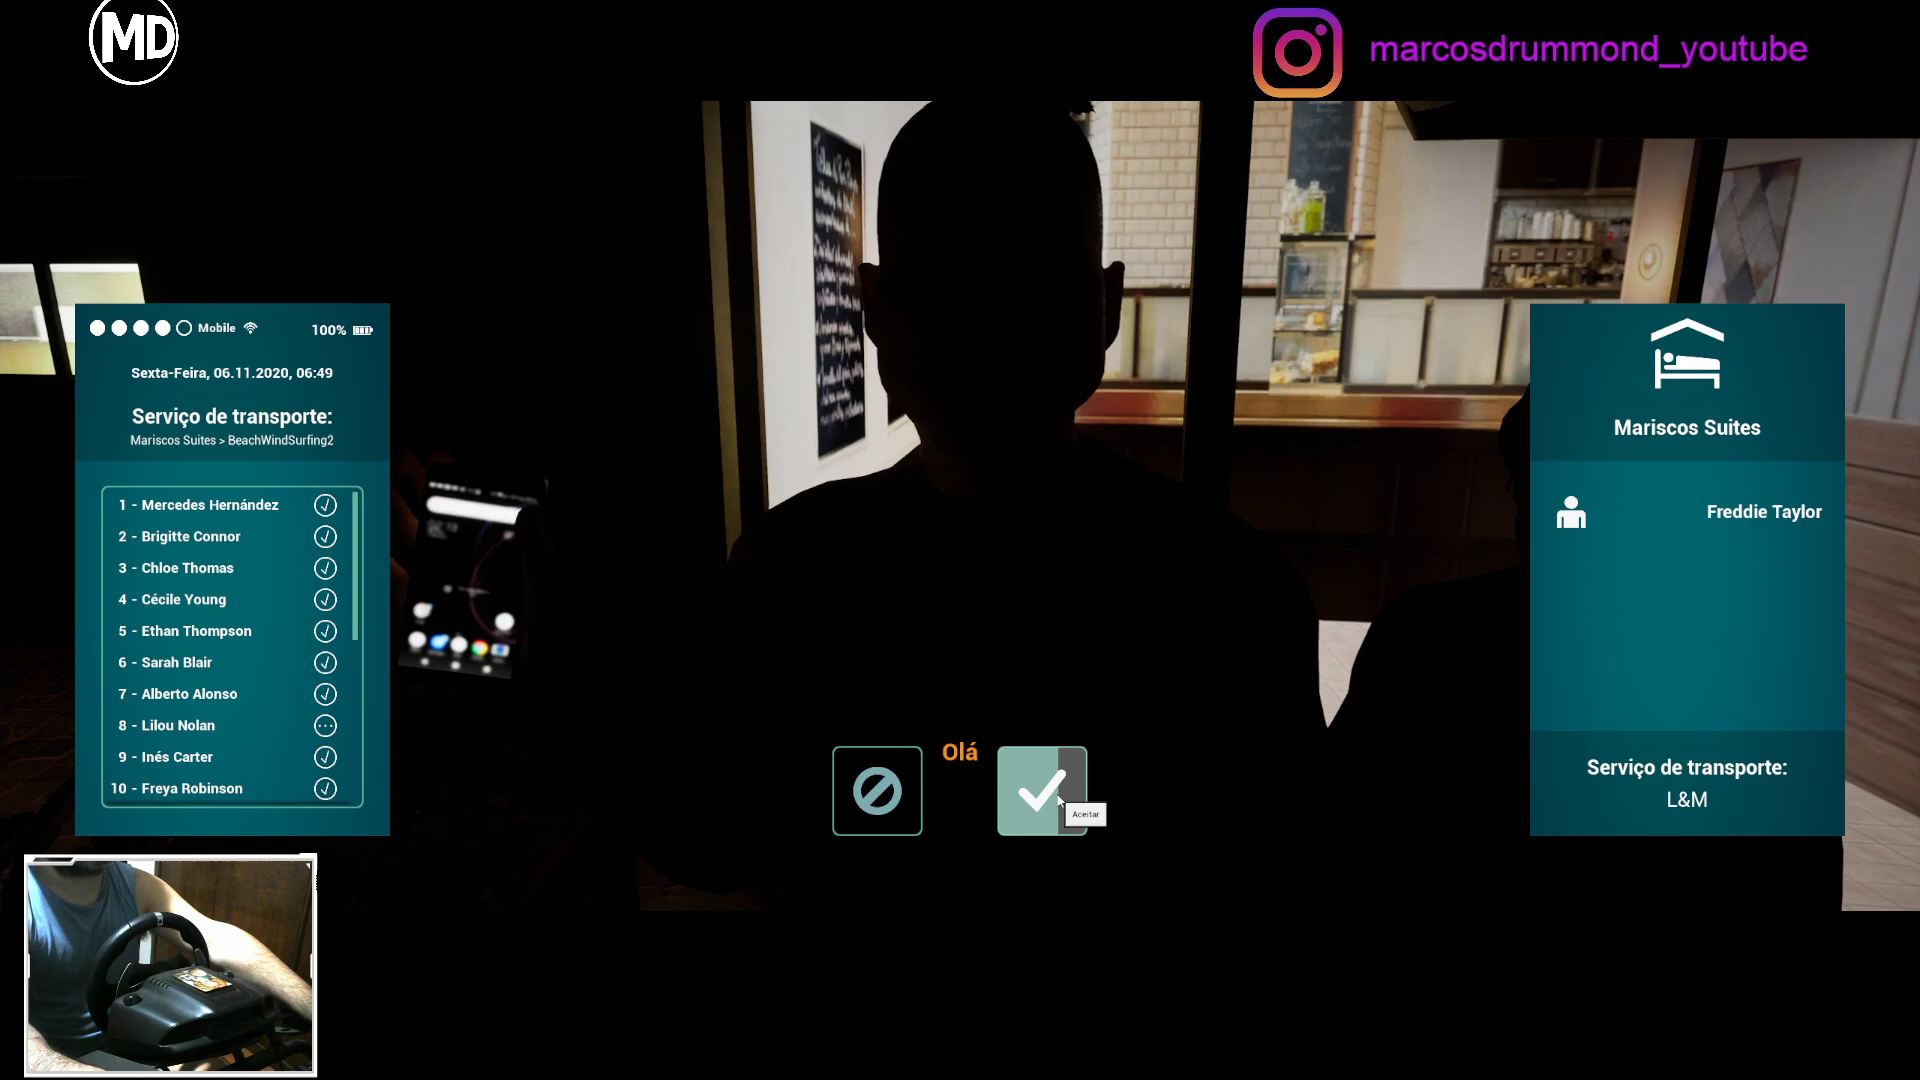 MD
marcosdrummond_youtube
Mobile
100%
Sexta-Feira, 06.11.2020, 06:49
Serviço de transporte:
Mariscos Suites > BeachWindSurfing2
1 - Mercedes Hernández
2 - Brigitte Connor
3 - Chloe Thomas
4 - Cécile Young
5 - Ethan Thompson
6 - Sarah Blair
7 - Alberto Alonso
8 - Lilou Nolan
9 - Inés Carter
10 - Freya Robinson
Olá
Aceitar
Mariscos Suites
Freddie Taylor
Serviço de transporte:
L&M